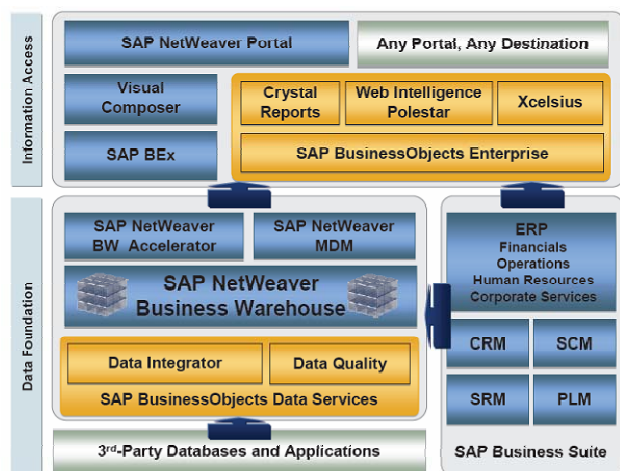 Information Access
SAP NetWeaver Portal
Any Portal, Any Destination
Visual
Composer
SAP BEx
Crystal
Reports
Web Intelligence
Polestar
Xcelsius
SAP BusinessObjects Enterprise
Data Foundation
SAP NetWeaver
BW Accelerator
SAP NetWeaver
MDM
SAP NetWeaver
Business Warehouse
Data Integrator
Data Quality
SAP BusinessObjects Data Services
3rd-Party Databases and Applications
ERP
Financials
Operations
Human Resources
Corporate Services
CRM
SCM
SRM
PLM
SAP Business Suite